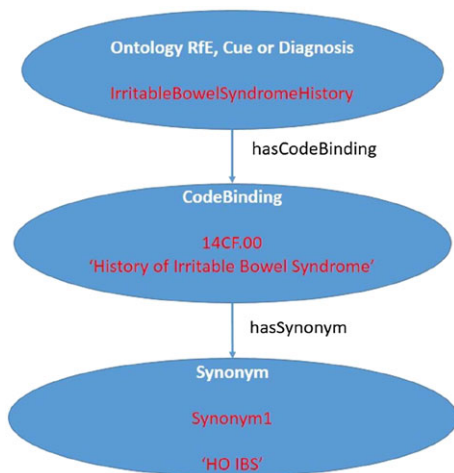 Ontology RfE, Cue or Diagnosis
IrritableBowelSyndromeHistory
hasCodeBinding
CodeBinding
14CF.00
‘History of Irritable Bowel Syndrome’
hasSynonym
Synonym
Synonym1
‘HO IBS’